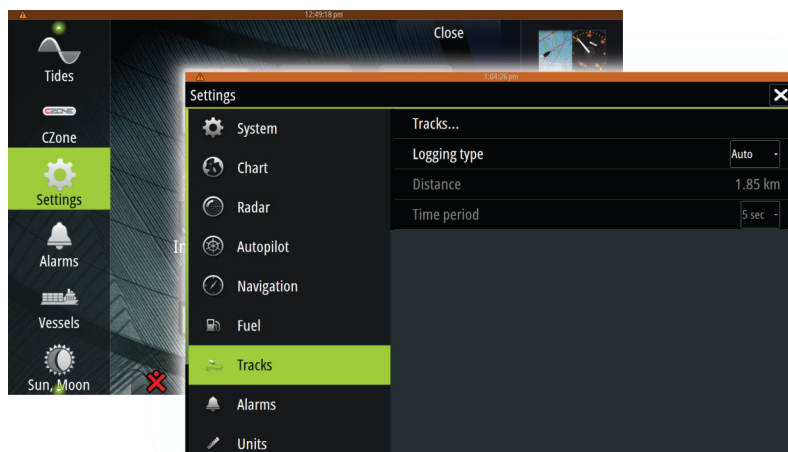 12:49:18 pm
Close
Tides
CZONE
CZone
Settings
Alarms
Vessels
Sun, Moon
1:04:26 pm
Settings
System
Chart
Radar
Autopilot
Navigation
Fuel
Tracks
Alarms
Units
Tracks...
Logging type
Auto
Distance
1.85 km
Time period
5 sec